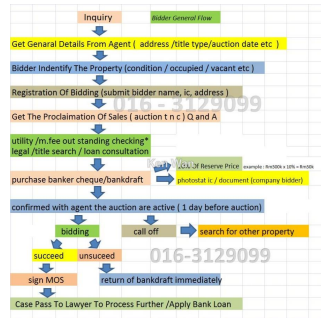 Inquiry
Bidder General Flow
Get Genaral Details From Agent ( address /title type/auction date etc )
Bidder Indentify The Property (condition / occupied / vacant etc )
Registration Of Bidding (submit bidder name, ic, address )
016 - 3129099
Get The Proclaimation Of Sales ( auction t n c ) Q and A
utility /m.fee out standing checking*
legal /title search / loan consultation
10% Of Reserve Price
example : Rm500k x 10% = Rm50k
purchase banker cheque/bankdraft
photostat ic / document (company bidder)
confirmed with agent the auction are active ( 1 day before auction)
bidding
call off
search for other property
succeed
unsuceed
016-3129099
sign MOS
return of bankdraft immediately
Case Pass To Lawyer To Process Further /Apply Bank Loan